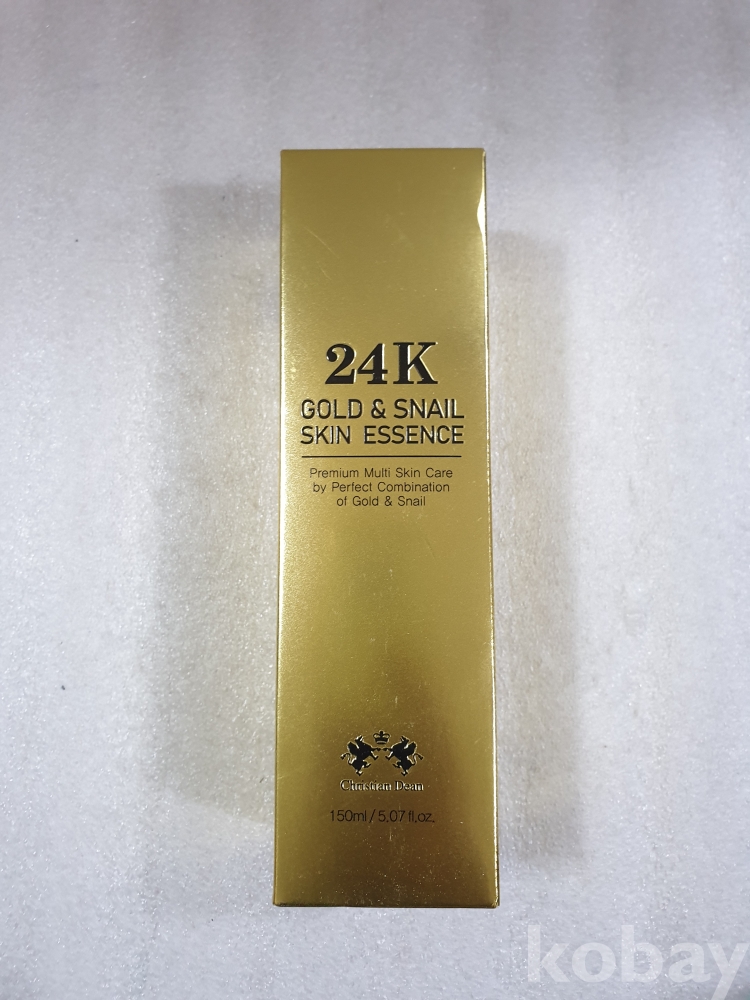 24K
GOLD & SNAIL
SKIN ESSENCE
Premium Multi Skin Care
by Perfect Combination
of Gold & Snail
Christian Dean
150ml / 5.07 fl.oz.
kobay